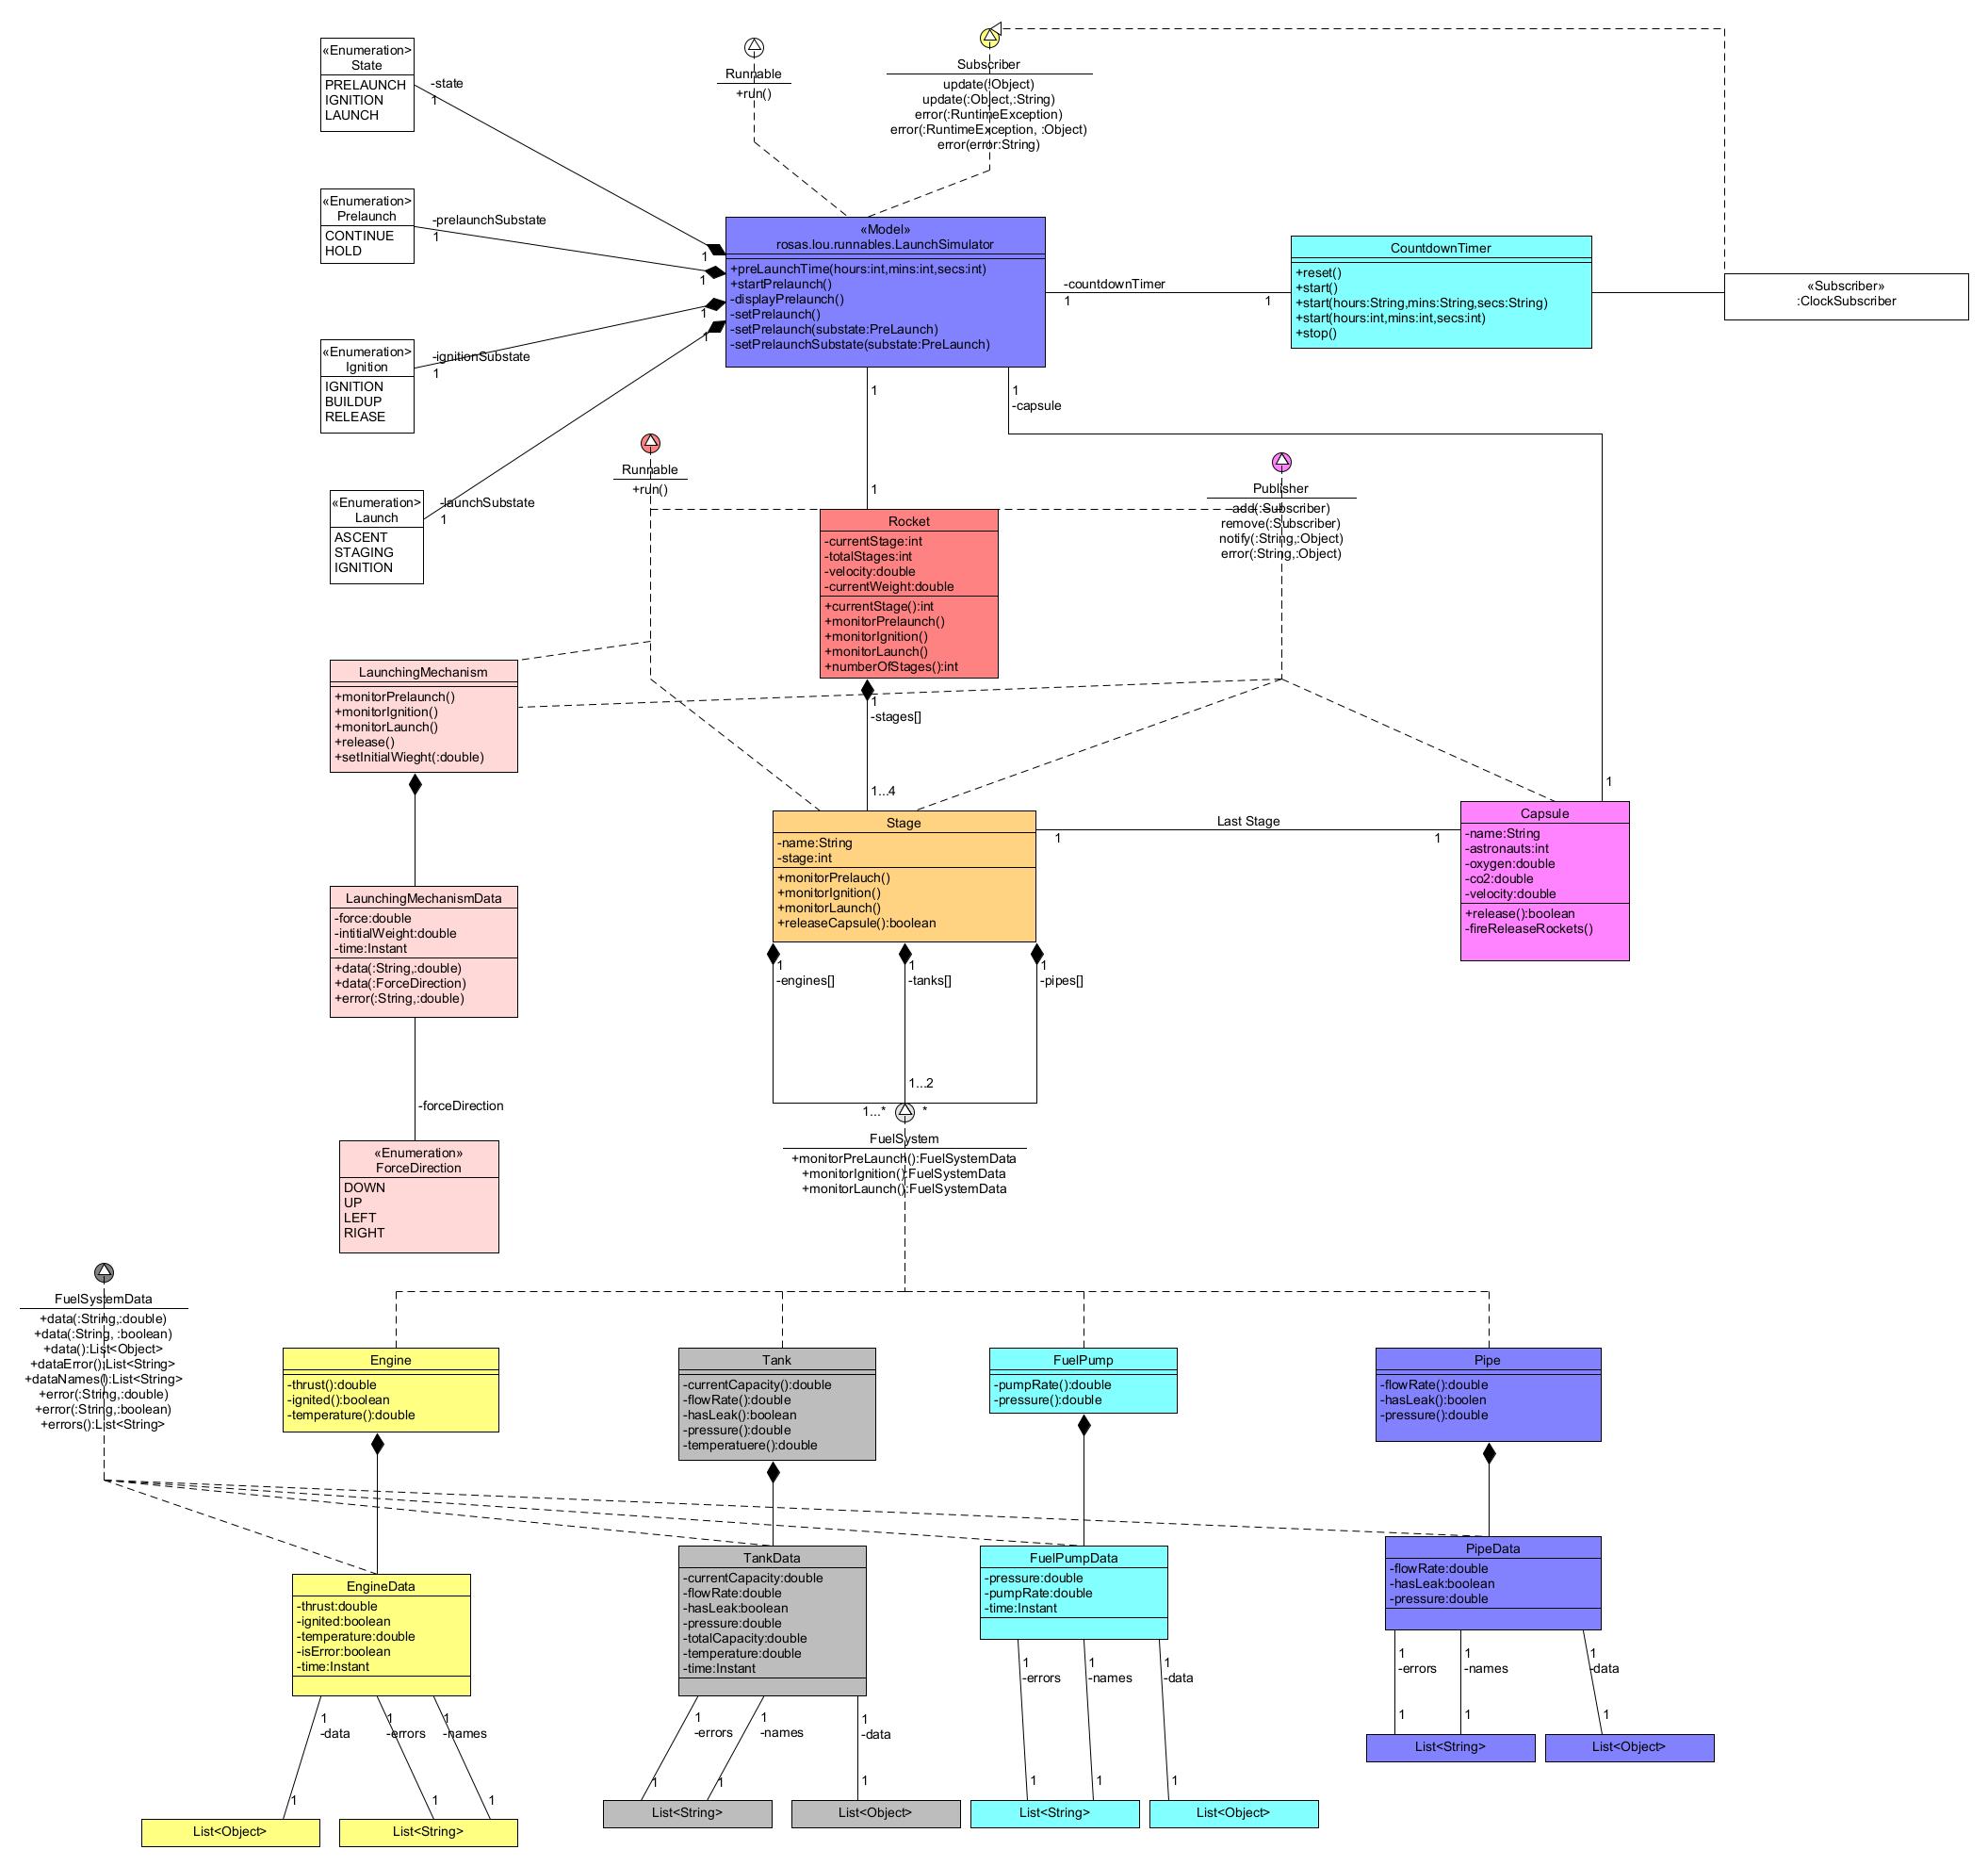 «Enumeration>
State
PRELAUNCH
IGNITION
LAUNCH
-state
1
1
Runnable
+run()
Subscriber
update(:Object)
update(:Object,:String)
error(:RuntimeException)
error(:RuntimeException, :Object)
error(error:String)
«Enumeration>
Prelaunch
CONTINUE
HOLD
-prelaunchSubstate
1
1
«Enumeration>
Ignition
IGNITION
BUILDUP
RELEASE
-ignitionSubstate
1
1
«Enumeration>
Launch
ASCENT
STAGING
IGNITION
-launchSubstate
1
1
«Model»
rosas.lou.runnables.LaunchSimulator
+preLaunchTime(hours:int,mins:int,secs:int)
+startPrelaunch()
-displayPrelaunch()
-setPrelaunch()
-setPrelaunch(substate:PreLaunch)
-setPrelaunchSubstate(substate:PreLaunch)
-countdownTimer
1
1
CountdownTimer
+reset()
+start()
+start(hours:String,mins:String,secs:String)
+start(hours:int,mins:int,secs:int)
+stop()
«Subscriber»
:ClockSubscriber
1
1
1
-capsule
1
Runnable
+run()
Publisher
add(:Subscriber)
remove(:Subscriber)
notify(:String,:Object)
error(:String,:Object)
Rocket
-currentStage:int
-totalStages:int
-velocity:double
-currentWeight:double
+currentStage():int
+monitorPrelaunch()
+monitorIgnition()
+monitorLaunch()
+numberOfStages():int
1
-stages[]
1...4
LaunchingMechanism
+monitorPrelaunch()
+monitorIgnition()
+monitorLaunch()
+release()
+setInitialWieght(:double)
Stage
-name:String
-stage:int
+monitorPrelauch()
+monitorIgnition()
+monitorLaunch()
+releaseCapsule():boolean
Last Stage
1
1
Capsule
-name:String
-astronauts:int
-oxygen:double
-co2:double
-velocity:double
+release():boolean
-fireReleaseRockets()
LaunchingMechanismData
-force:double
-intitialWeight:double
-time:Instant
+data(:String,:double)
+data(:ForceDirection)
+error(:String,:double)
-forceDirection
«Enumeration»
ForceDirection
DOWN
UP
LEFT
RIGHT
1
-engines[]
1
-tanks[]
1
-pipes[]
1...2
1...*
*
FuelSystem
+monitorPreLaunch():FuelSystemData
+monitorIgnition():FuelSystemData
+monitorLaunch():FuelSystemData
FuelSystemData
+data(:String,:double)
+data(:String, :boolean)
+data():List<Object>
+dataError():List<String>
+dataNames():List<String>
+error(:String,:double)
+error(:String,:boolean)
+errors():List<String>
Engine
-thrust():double
-ignited():boolean
-temperature():double
Tank
-currentCapacity():double
-flowRate():double
-hasLeak():boolean
-pressure():double
-temperatuere():double
FuelPump
-pumpRate():double
-pressure():double
Pipe
-flowRate():double
-hasLeak():boolen
-pressure():double
EngineData
-thrust:double
-ignited:boolean
-temperature:double
-isError:boolean
-time:Instant
TankData
-currentCapacity:double
-flowRate:double
-hasLeak:boolean
-pressure:double
-totalCapacity:double
-temperature:double
-time:Instant
FuelPumpData
-pressure:double
-pumpRate:double
-time:Instant
PipeData
-flowRate:double
-hasLeak:boolean
-pressure:double
1
-data
1
-errors
1
-names
1
1
1
List<Object>
List<String>
1
-errors
1
-names
1
-data
1
1
1
List<String>
List<Object>
1
-errors
1
-names
1
-data
1
1
1
List<String>
List<Object>
1
-errors
1
-names
1
-data
1
1
1
List<String>
List<Object>